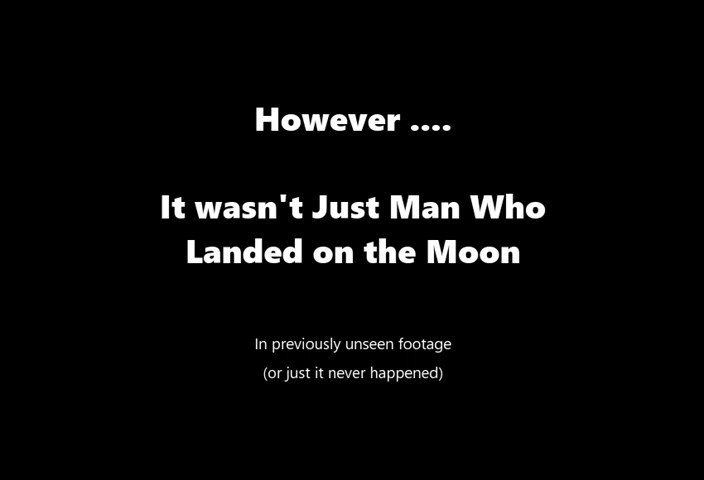 However ....
It wasn't Just Man Who
Landed on the Moon
In previously unseen footage
(or just it never happened)